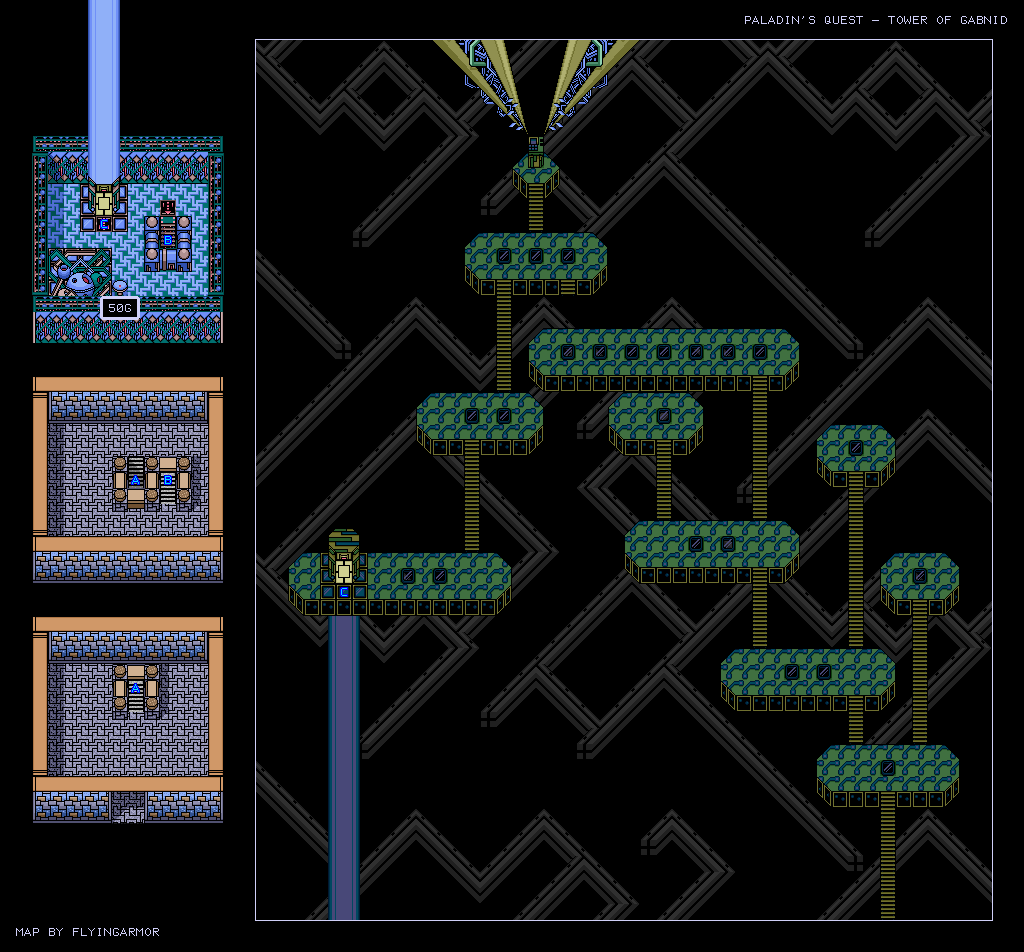 PALADIN'S QUEST – TOWER OF GABNID
C
B
50G
A B
A
C
MAP BY FLYINGARMOR